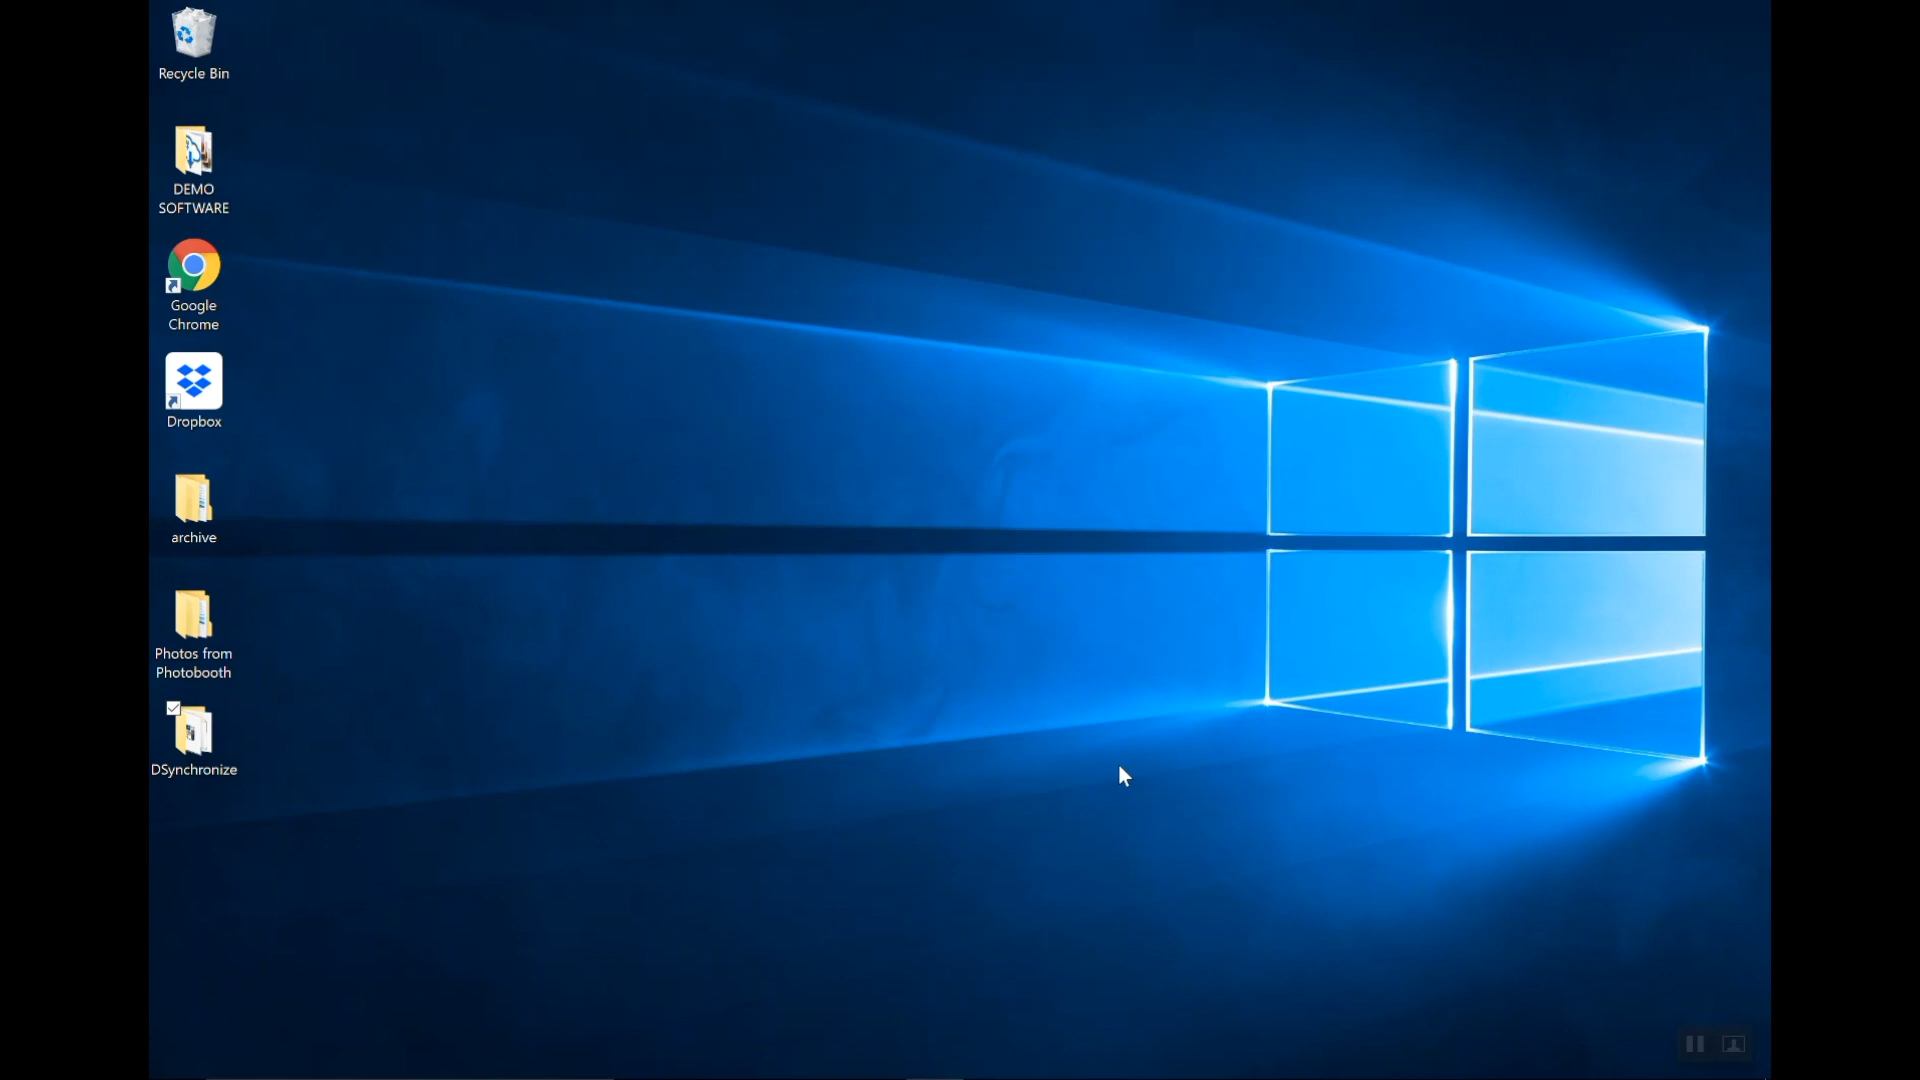 Recycle Bin
DEMO
SOFTWARE
Google
Chrome
Dropbox
archive
Photos from
Photobooth
DSynchronize